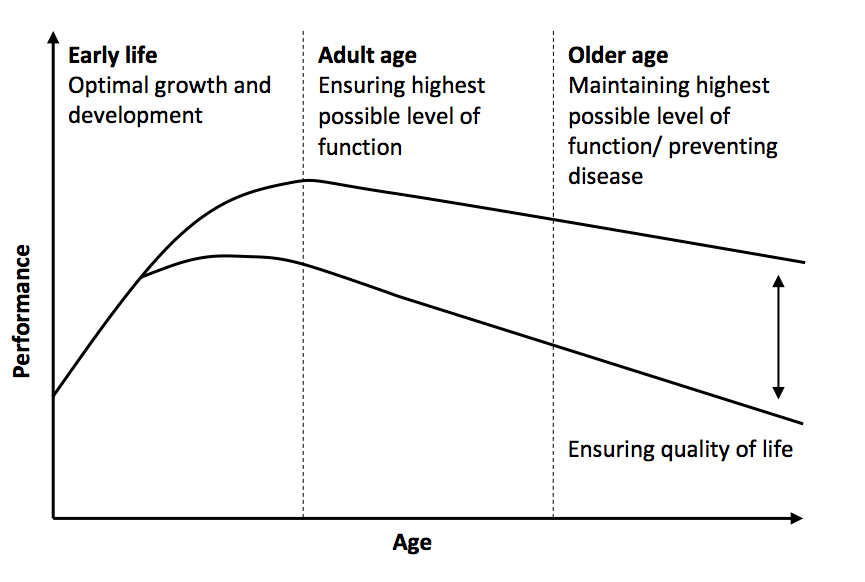 Early life
Optimal growth and
development
Adult age
Ensuring highest
possible level of
function
Older age
Maintaining highest
possible level of
function/ preventing
disease
Performance
Ensuring quality of life
Age